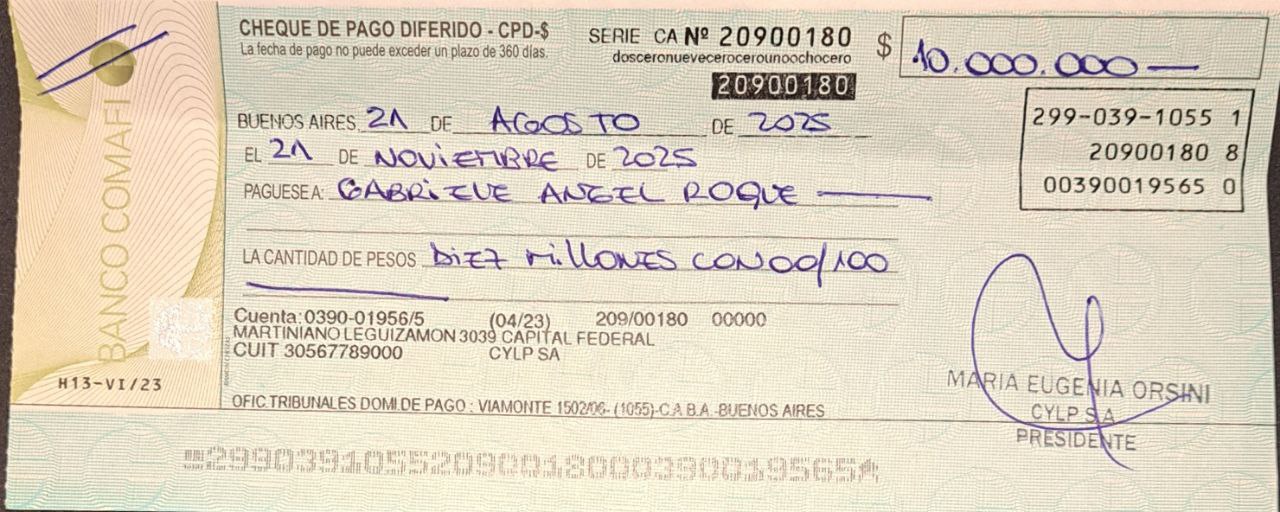 CHEQUE DE PAGO DIFERIDO - CPD-$
La fecha de pago no puede exceder un plazo de 360 días.
SERIE CA Nº 20900180
dosceronuevecerocerounoochocero
20900180
$ 10.000.000
299-039-1055 1
20900180 8
00390019565 0
BUENOS AIRES, 21 DE AGOSTO DE 2025
EL 21 DE NOVIEMBRE DE 2025
PAGUESE A: GABRIELE ANGEL ROQUE
LA CANTIDAD DE PESOS DIEZ MILLONES CON 00/100
Cuenta: 0390-01956/5 (04/23) 209/00180 00000
MARTINIANO LEGUIZAMON 3039 CAPITAL FEDERAL
CUIT 30567789000 CYLP SA
OFIC.TRIBUNALES DOMI.DE PAGO : VIAMONTE 1502/06- (1055)-C.A.B.A.-BUENOS AIRES
BANCO COMAFI
H13-VI/23
MARIA EUGENIA ORSINI
CYLP S.A
PRESIDENTE
29903910552090018000039001956 5